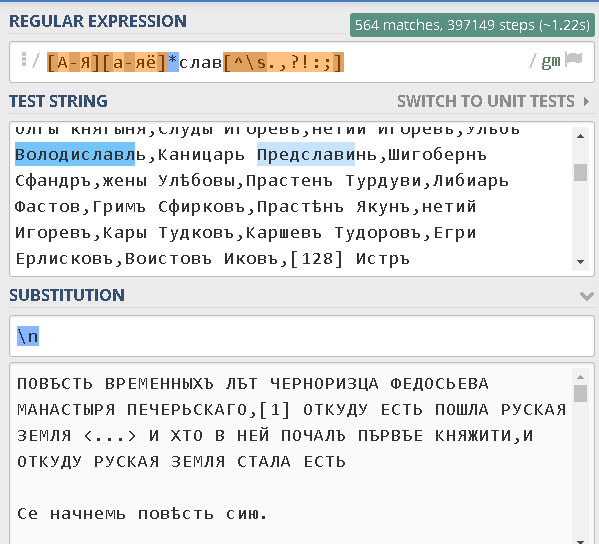 REGULAR EXPRESSION
564 matches, 397149 steps (~1.22s)
/ [А-Я][а-яё]*слав[^\s.,?!:;] / gm
TEST STRING
SWITCH TO UNIT TESTS
олгы княгыня,Слуды Игоревъ,нетий Игоревъ,Ульбъ
Володиславль,Каницарь Предславинь,Шигобернъ
Сфандръ,жены Улѣбовы,Прастенъ Турдуви,Либиарь
Фастов,Гримъ Сфирковъ,Прастѣнъ Якунъ,нетий
Игоревъ,Кары Тудковъ,Каршевъ Тудоровъ,Егри
Ерлисковъ,Воистовъ Иковъ,[128] Истръ
SUBSTITUTION
\n
ПОВѢСТЬ ВРЕМЕННЫХЪ ЛѢТ ЧЕРНОРИЗЦА ФЕДОСЬЕВА
МАНАСТЫРЯ ПЕЧЕРЬСКАГО,[1] ОТКУДУ ЕСТЬ ПОШЛА РУСКАЯ
ЗЕМЛЯ <...> И ХТО В НЕЙ ПОЧАЛЪ ПЪРВѢЕ КНЯЖИТИ,И
ОТКУДУ РУСКАЯ ЗЕМЛЯ СТАЛА ЕСТЬ
Се начнемь повѣсть сию.